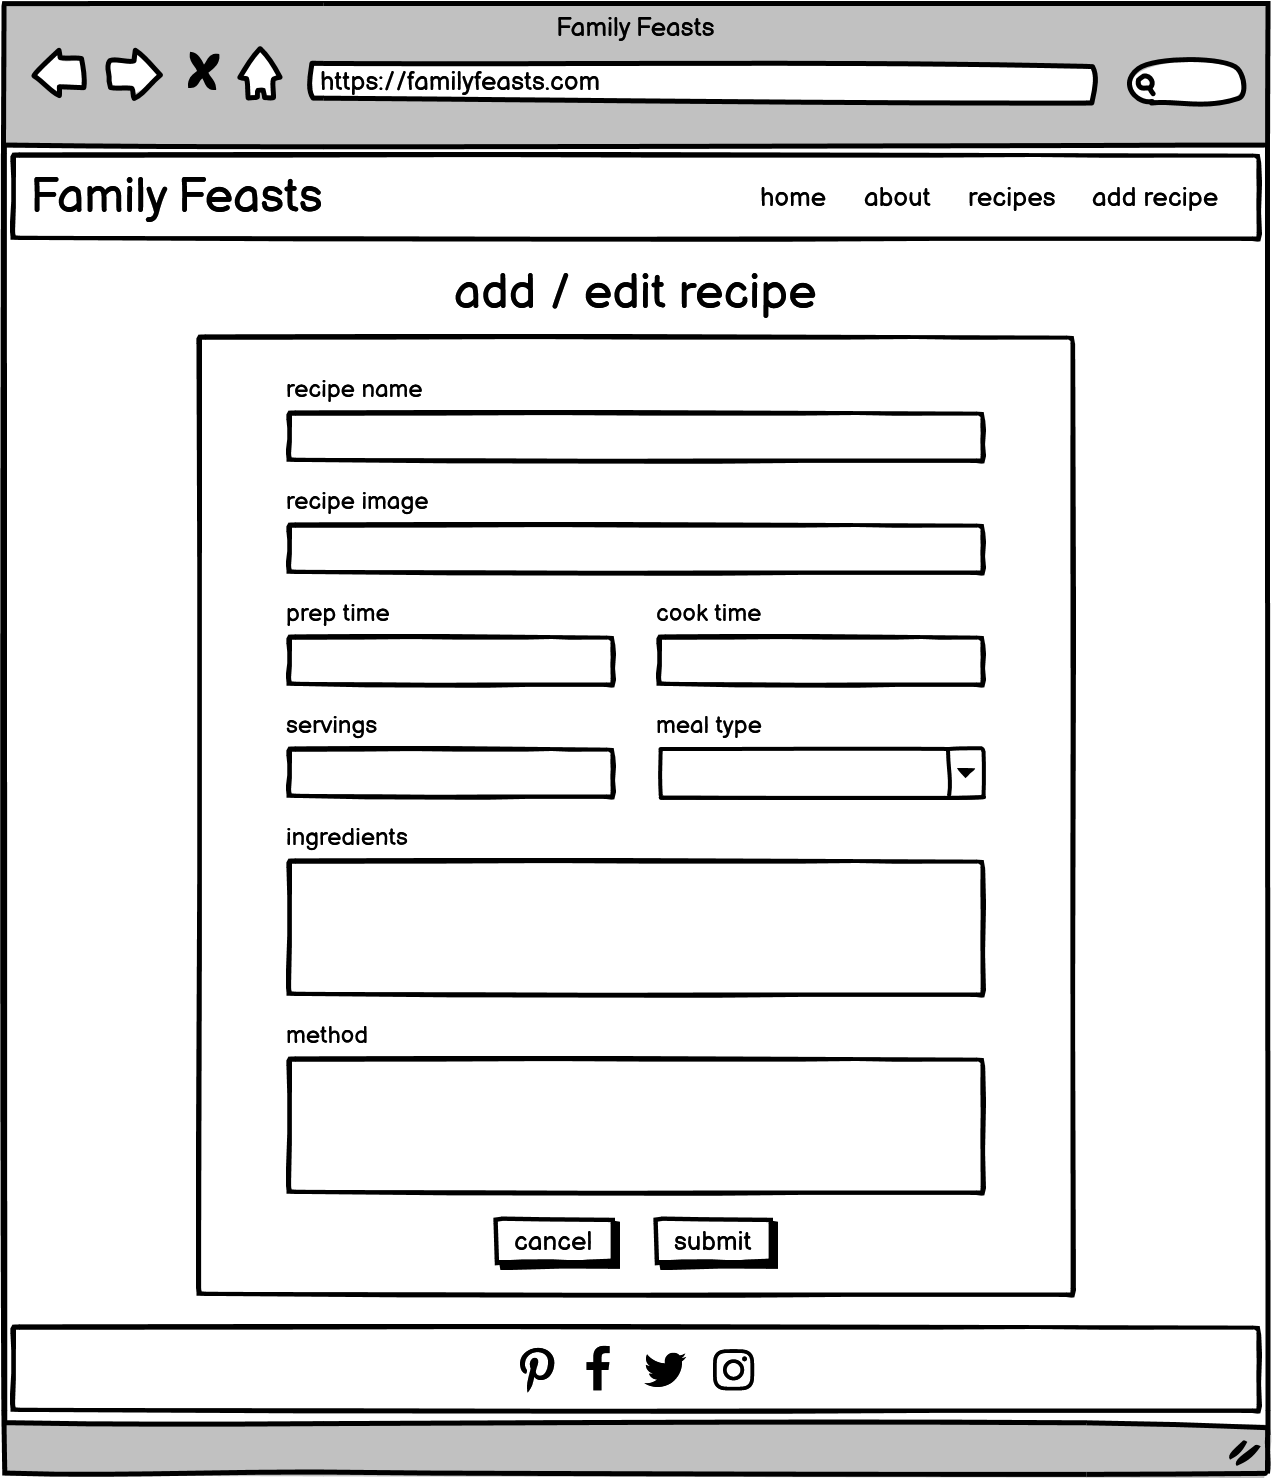 Family Feasts
https://familyfeasts.com
Family Feasts home about recipes add recipe
add / edit recipe
recipe name
recipe image
prep time cook time
servings meal type
ingredients
method
cancel submit